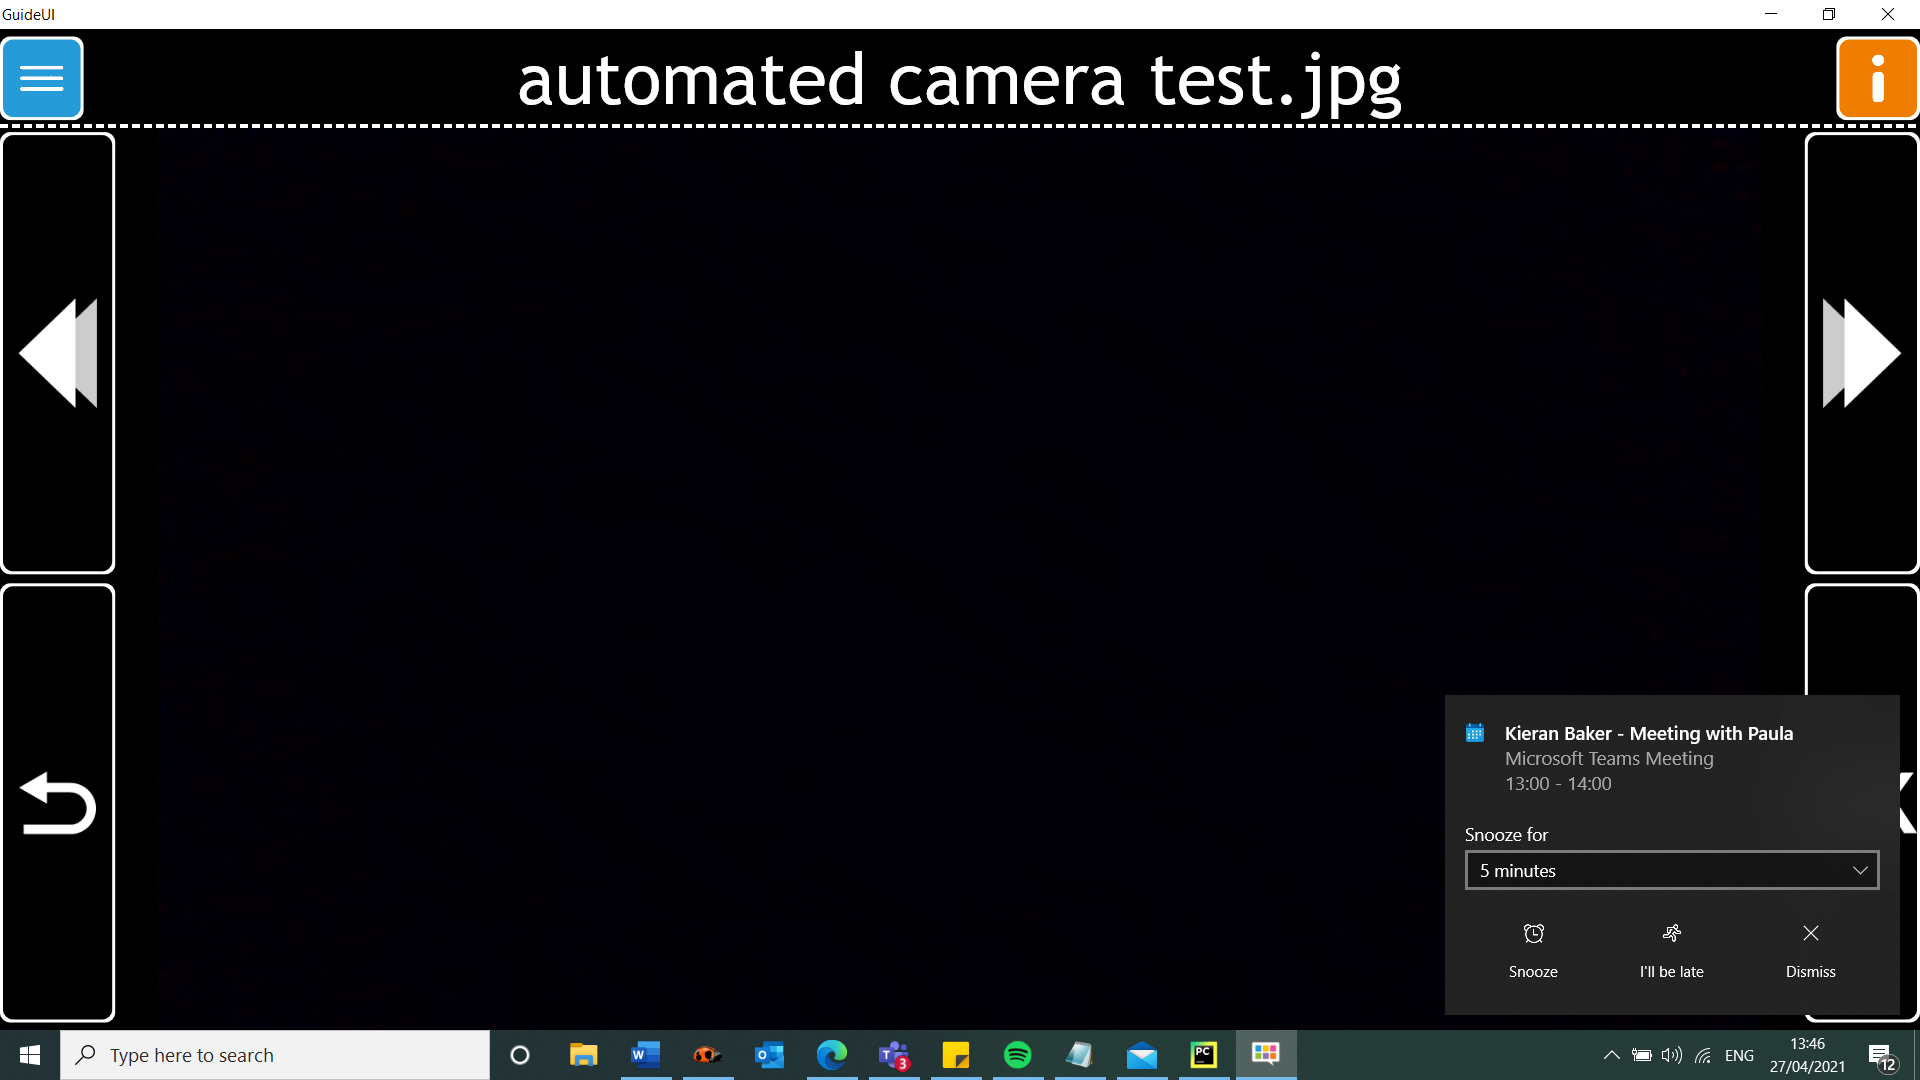 GuideUI
automated camera test.jpg
Kieran Baker - Meeting with Paula
Microsoft Teams Meeting
13:00 - 14:00
Snooze for
5 minutes
Snooze
I'll be late
Dismiss
Type here to search
W
O
T
3
PC
ENG
13:46
27/04/2021
12